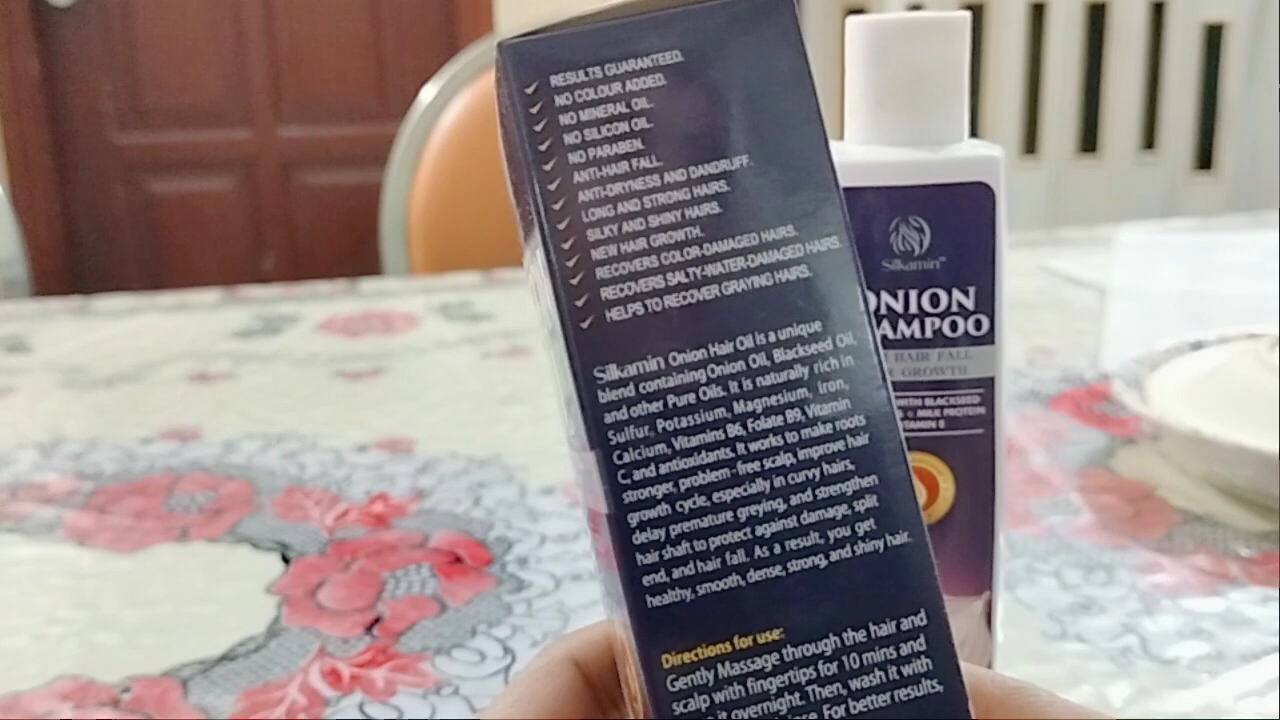 RESULTS GUARANTEED.
NO COLOUR ADDED.
NO MINERAL OIL.
NO SILICON OIL.
NO PARABEN.
ANTI-HAIR FALL.
ANTI-DRYNESS AND DANDRUFF.
LONG AND STRONG HAIRS.
SILKY AND SHINY HAIRS.
NEW HAIR GROWTH.
RECOVERS COLOR-DAMAGED HAIRS.
RECOVERS SALTY-WATER-DAMAGED HAIRS.
HELPS TO RECOVER GRAYING HAIRS.
Silkamin Onion Hair Oil is a unique
blend containing Onion Oil, Blackseed Oil,
and other Pure Oils. It is naturally rich in
Sulfur, Potassium, Magnesium, Iron,
Calcium, Vitamins B6, Folate B9, Vitamin
C, and antioxidants. It works to make roots
stronger, problem-free scalp, improve hair
growth cycle, especially in curvy hairs,
delay premature greying, and strengthen
hair shaft to protect against damage, split
end, and hair fall. As a result, you get
healthy, smooth, dense, strong, and shiny hair.
Directions for use:
Gently Massage through the hair and
scalp with fingertips for 10 mins and
it overnight. Then, wash it with
For better results,
Silkamin
ONION
AMPOO
HAIR FALL
GROWTH
WITH BLACKSEED
MILK PROTEIN